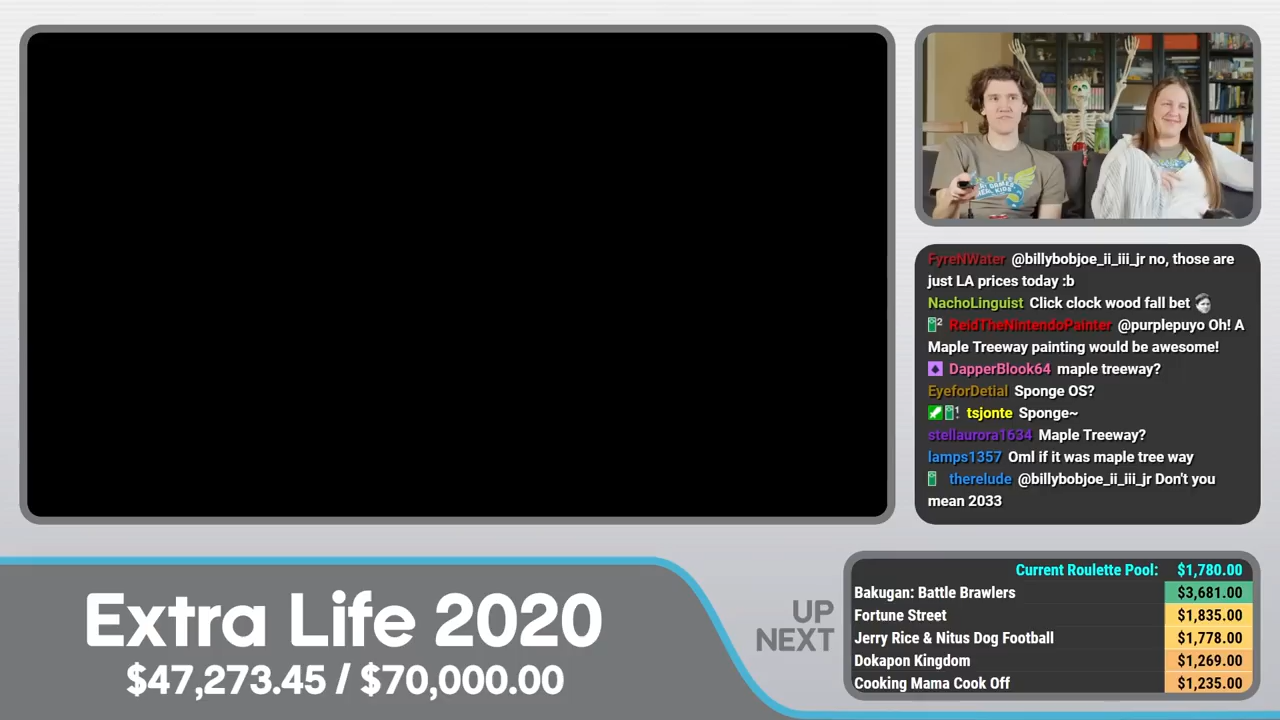 FyreNWater @billybobjoe_ii_iii_jr no, those are
just LA prices today :b
NachoLinguist Click clock wood fall bet
2 ReidTheNintendoPainter @purplepuyo Oh! A
Maple Treeway painting would be awesome!
DapperBlook64 maple treeway?
EyeforDetial Sponge OS?
1 tsjonte Sponge~
stellaurora1634 Maple Treeway?
lamps1357 Oml if it was maple tree way
therelude @billybobjoe_ii_iii_jr Don't you
mean 2033
Extra Life 2020
$47,273.45 / $70,000.00
UP
NEXT
Current Roulette Pool: $1,780.00
Bakugan: Battle Brawlers $3,681.00
Fortune Street $1,835.00
Jerry Rice & Nitus Dog Football $1,778.00
Dokapon Kingdom $1,269.00
Cooking Mama Cook Off $1,235.00